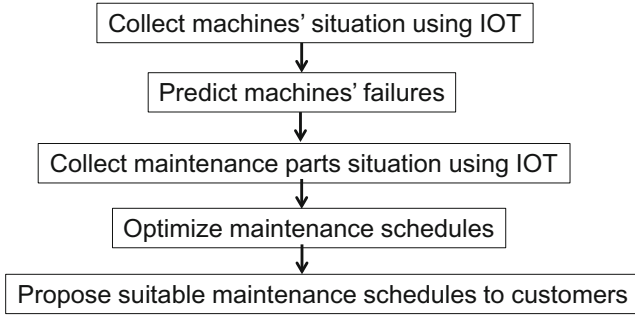 Collect machines’ situation using IOT
Predict machines’ failures
Collect maintenance parts situation using IOT
Optimize maintenance schedules
Propose suitable maintenance schedules to customers